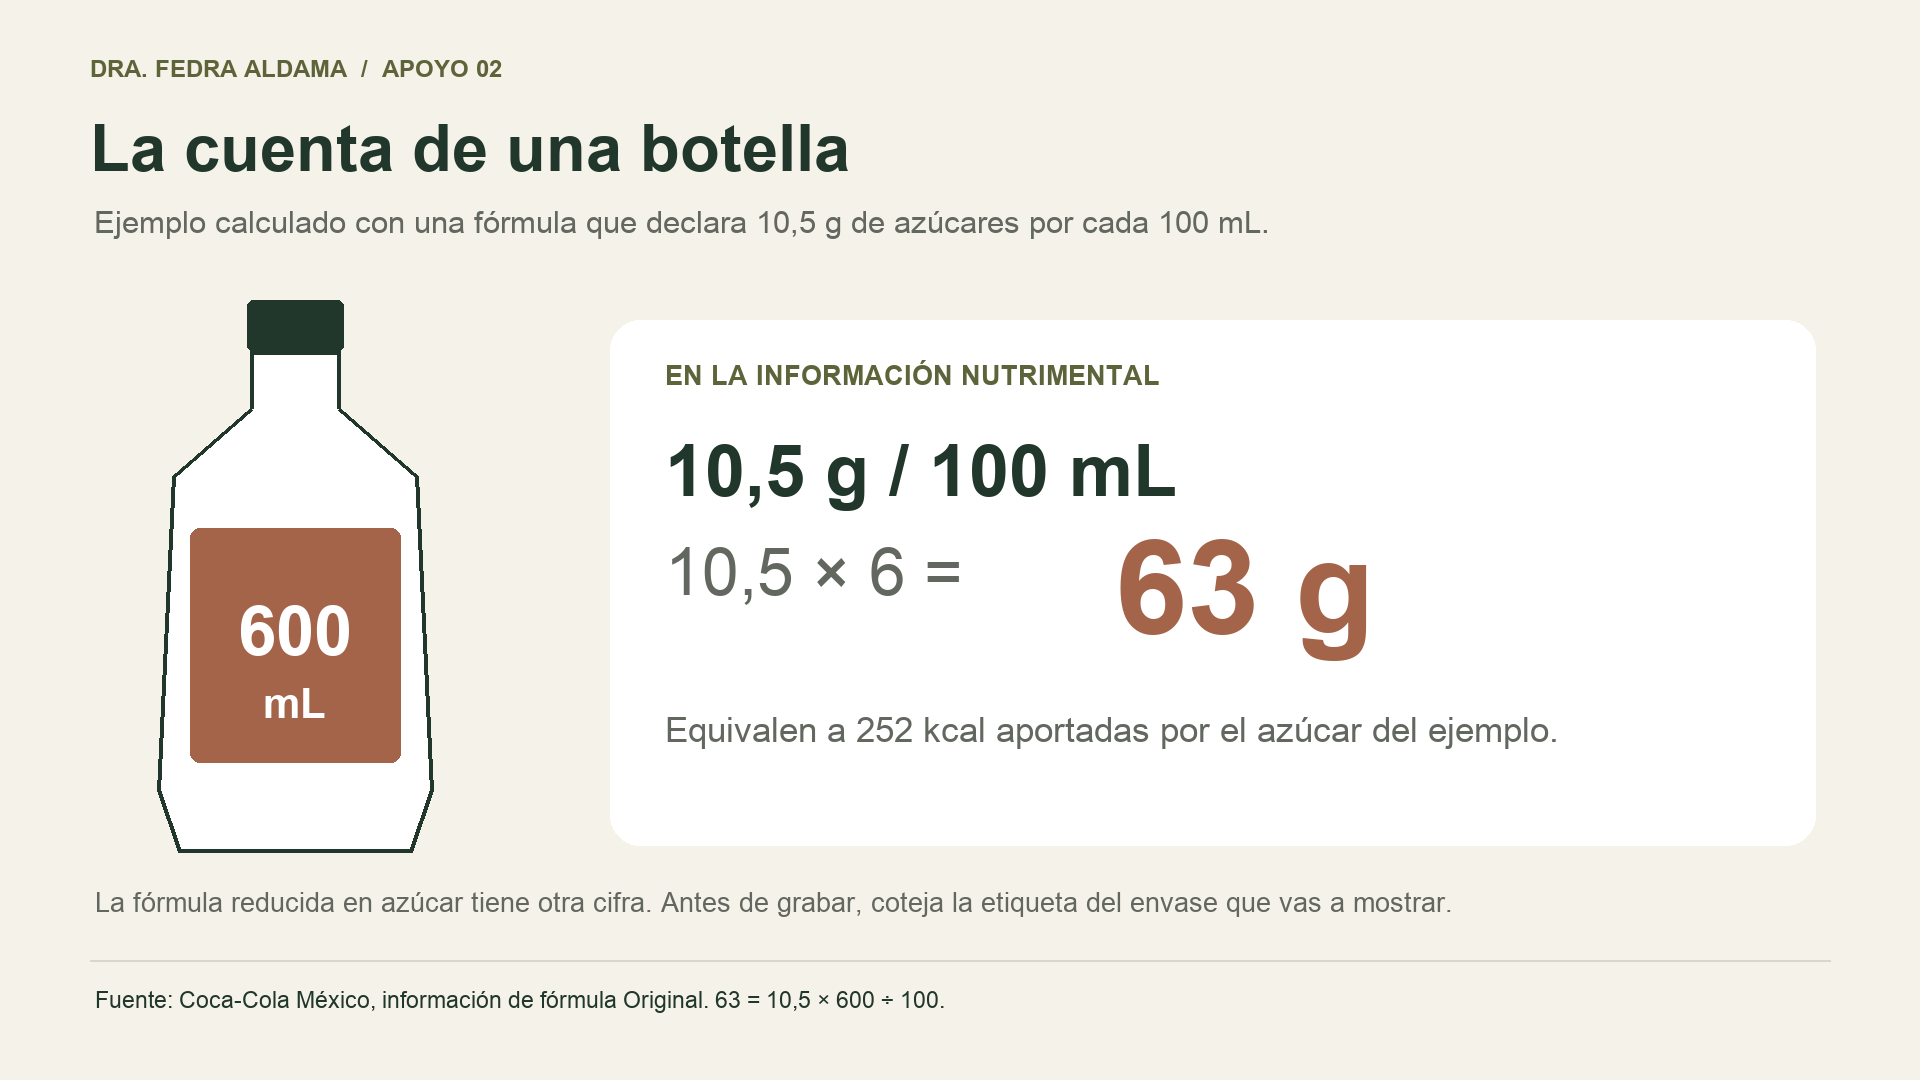 DRA. FEDRA ALDAMA / APOYO 02
La cuenta de una botella
Ejemplo calculado con una fórmula que declara 10,5 g de azúcares por cada 100 mL.
600
mL
EN LA INFORMACIÓN NUTRIMENTAL
10,5 g / 100 mL
10,5 × 6 = 63 g
Equivalen a 252 kcal aportadas por el azúcar del ejemplo.
La fórmula reducida en azúcar tiene otra cifra. Antes de grabar, coteja la etiqueta del envase que vas a mostrar.
Fuente: Coca-Cola México, información de fórmula Original. 63 = 10,5 × 600 ÷ 100.